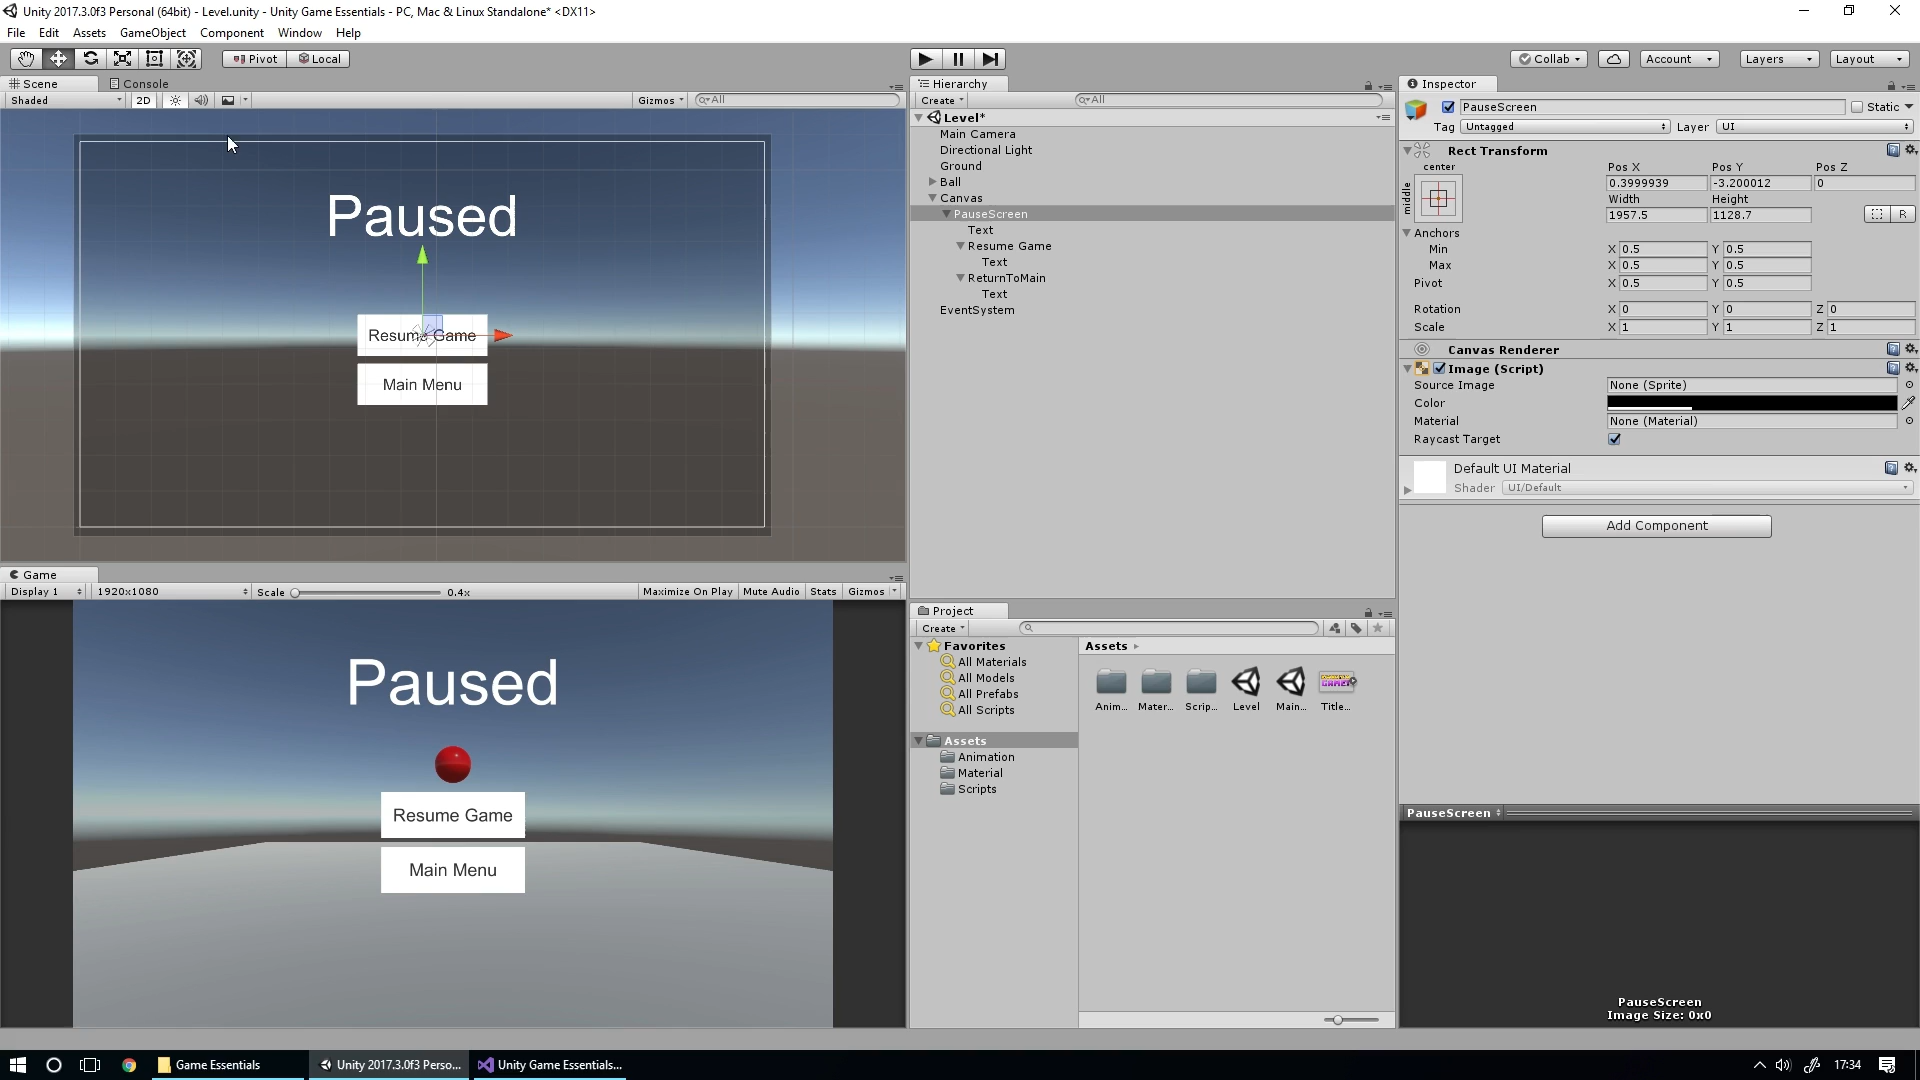 Unity 2017.3.0f3 Personal (64bit) - Level.unity - Unity Game Essentials - PC, Mac & Linux Standalone* <DX11>
File Edit Assets GameObject Component Window Help
Pivot Local
Collab Account Layers Layout
Scene Console
Shaded 2D Gizmos All
Paused
Resume Game
Main Menu
Game
Display 1 1920x1080 Scale 0.4x Maximize On Play Mute Audio Stats Gizmos
Paused
Resume Game
Main Menu
Hierarchy
Create All
Level*
Main Camera
Directional Light
Ground
Ball
Canvas
PauseScreen
Text
Resume Game
Text
ReturnToMain
Text
EventSystem
Project
Create
Favorites
All Materials
All Models
All Prefabs
All Scripts
Assets
Animation
Material
Scripts
Assets
Anim... Mater... Scrip... Level Main... Title...
Inspector
PauseScreen Static
Tag Untagged Layer UI
Rect Transform
center
middle
Pos X Pos Y Pos Z
0.3999939 -3.200012 0
Width Height
1957.5 1128.7 R
Anchors
Min X 0.5 Y 0.5
Max X 0.5 Y 0.5
Pivot X 0.5 Y 0.5
Rotation X 0 Y 0 Z 0
Scale X 1 Y 1 Z 1
Canvas Renderer
Image (Script)
Source Image None (Sprite)
Color
Material None (Material)
Raycast Target
Default UI Material
Shader UI/Default
Add Component
PauseScreen
PauseScreen
Image Size: 0x0
Game Essentials Unity 2017.3.0f3 Perso... Unity Game Essentials... 17:34